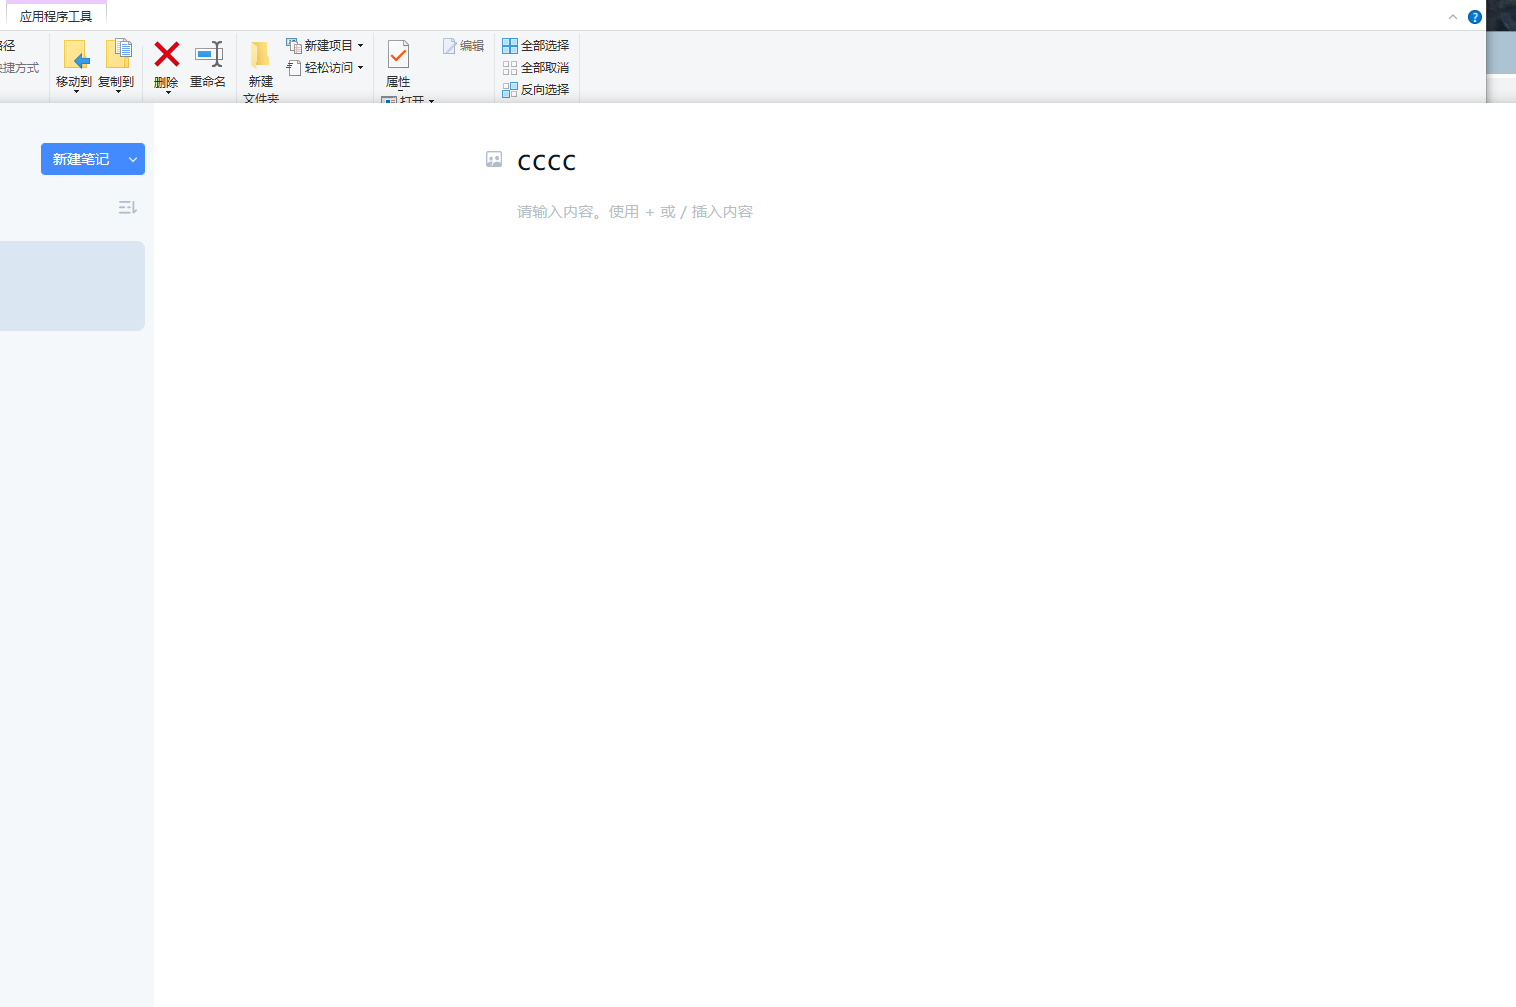 应用程序工具
径
捷方式
移动到
复制到
删除
重命名
新建
文件夹
新建项目
轻松访问
属性
打开
编辑
全部选择
全部取消
反向选择
新建笔记
cccc
请输入内容。使用 + 或 / 插入内容